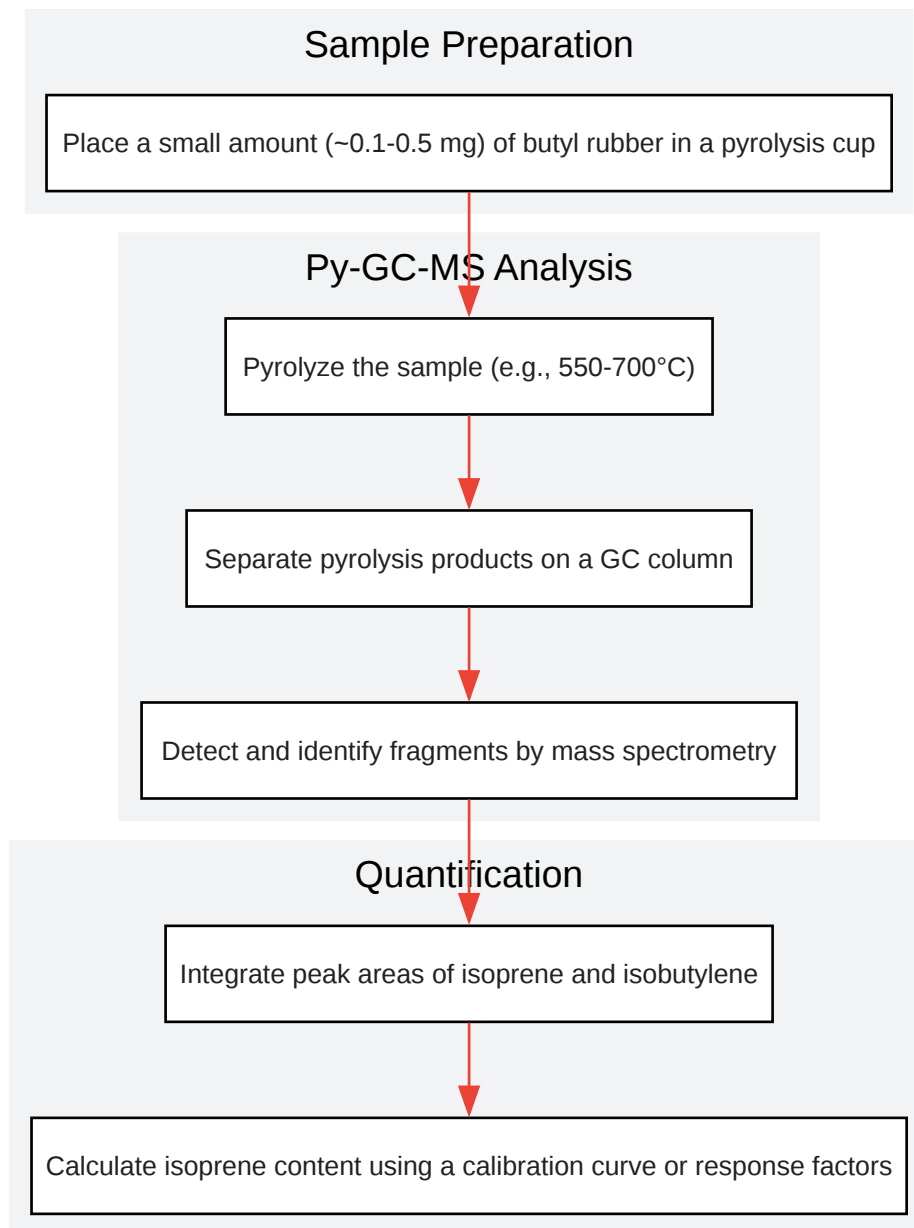 Sample Preparation
Place a small amount (~0.1-0.5 mg) of butyl rubber in a pyrolysis cup
Py-GC-MS Analysis
Pyrolyze the sample (e.g., 550-700°C)
Separate pyrolysis products on a GC column
Detect and identify fragments by mass spectrometry
Quantification
Integrate peak areas of isoprene and isobutylene
Calculate isoprene content using a calibration curve or response factors